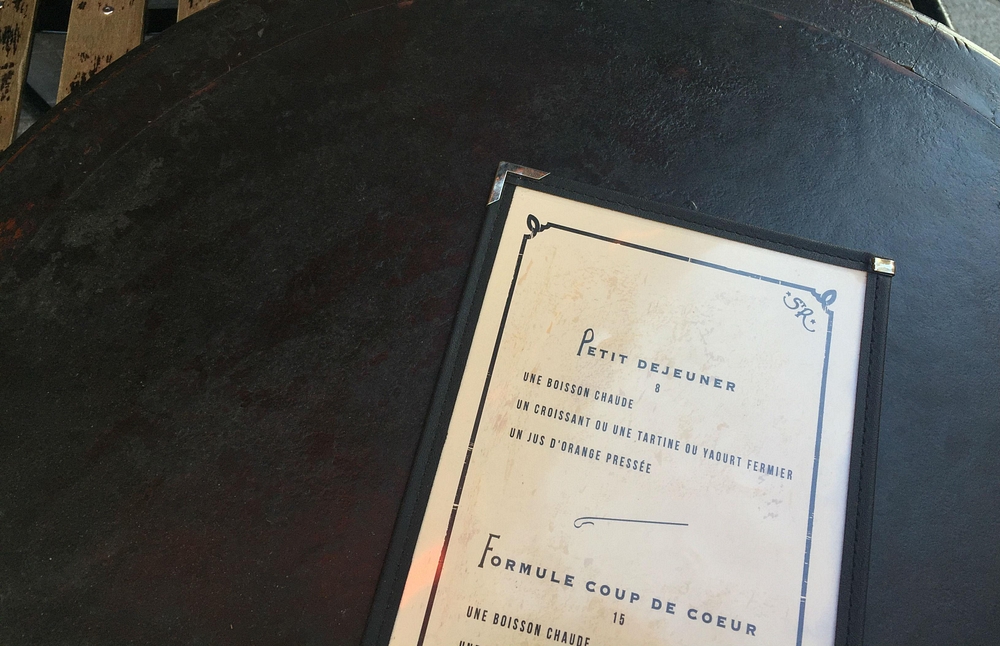 SR
PETIT DEJEUNER
8
UNE BOISSON CHAUDE
UN CROISSANT OU UNE TARTINE OU YAOURT FERMIER
UN JUS D'ORANGE PRESSÉE
FORMULE COUP DE COEUR
15
UNE BOISSON CHAUDE